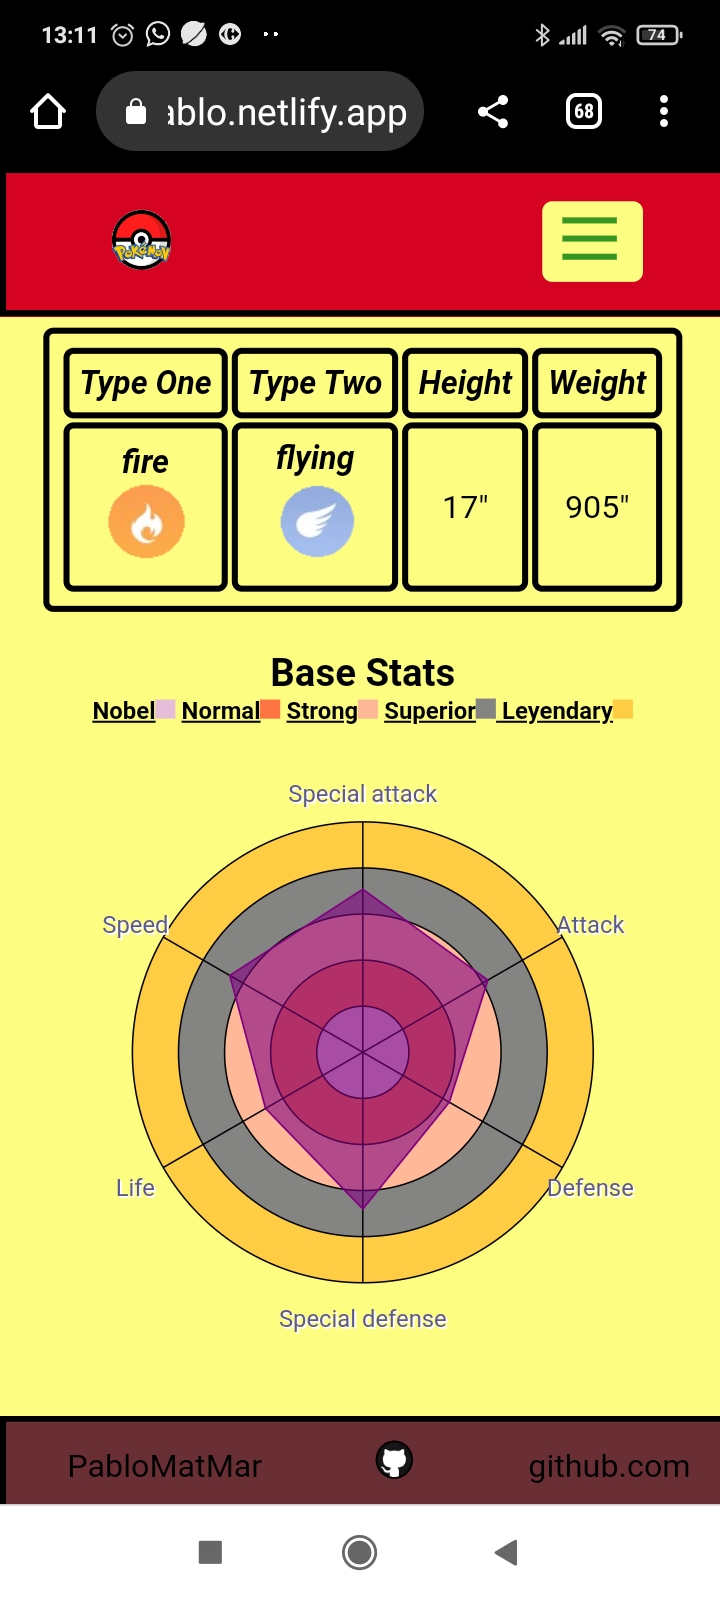 13:11
74
ablo.netlify.app
68
POKéMON
Type One Type Two Height Weight
fire flying 17" 905"
Base Stats
Nobel Normal Strong Superior Leyendary
Special attack
Speed Attack
Life Defense
Special defense
PabloMatMar github.com